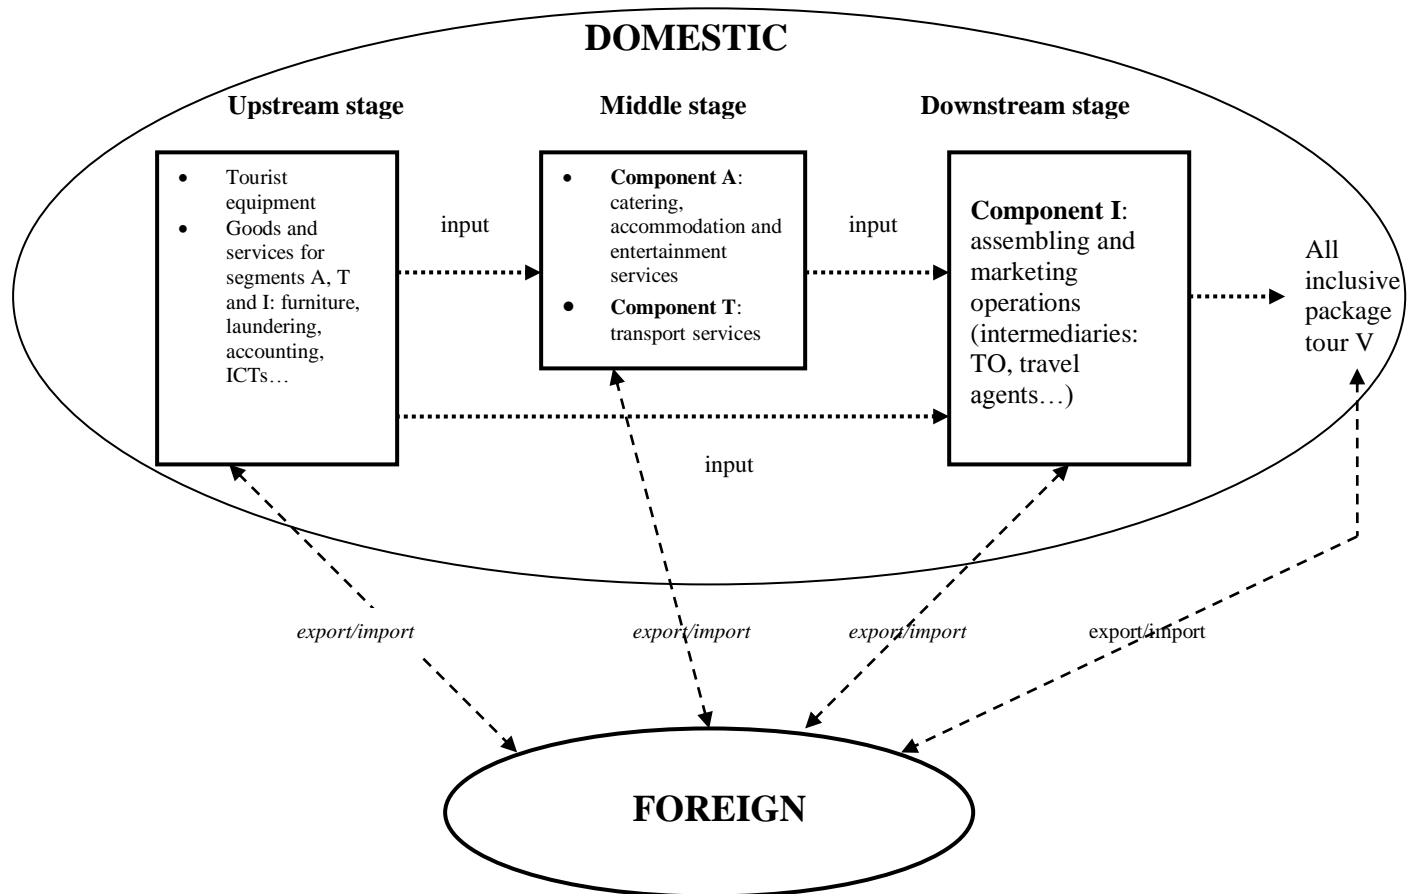 DOMESTIC
Upstream stage
Middle stage
Downstream stage
• Tourist
equipment
• Goods and
services for
segments A, T
and I: furniture,
laundering,
accounting,
ICTs…
input
• Component A:
catering,
accommodation and
entertainment
services
• Component T:
transport services
input
Component I:
assembling and
marketing
operations
(intermediaries:
TO, travel
agents…)
All
inclusive
package
tour V
input
export/import
export/import
export/import
export/import
FOREIGN